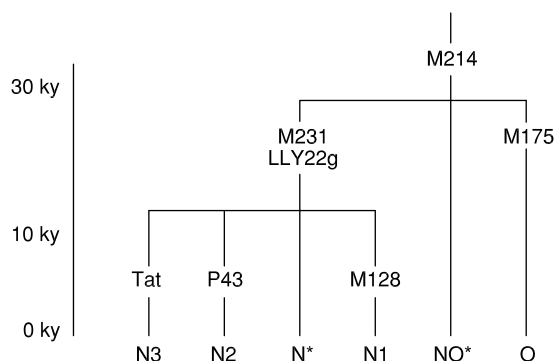 M214
30 ky
M231
M175
LLY22g
10 ky
Tat
P43
M128
0 ky
N3
N2
N*
N1
NO*
O